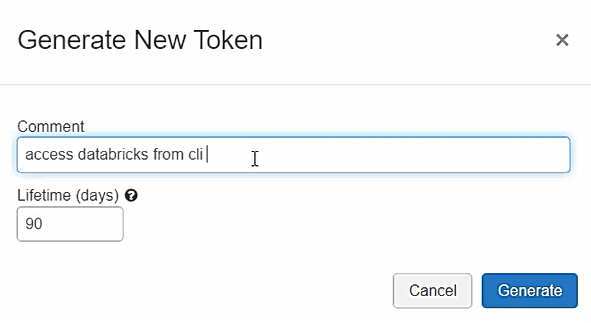 Generate New Token ×
Comment
access databricks from cli
Lifetime (days) ?
90
Cancel Generate